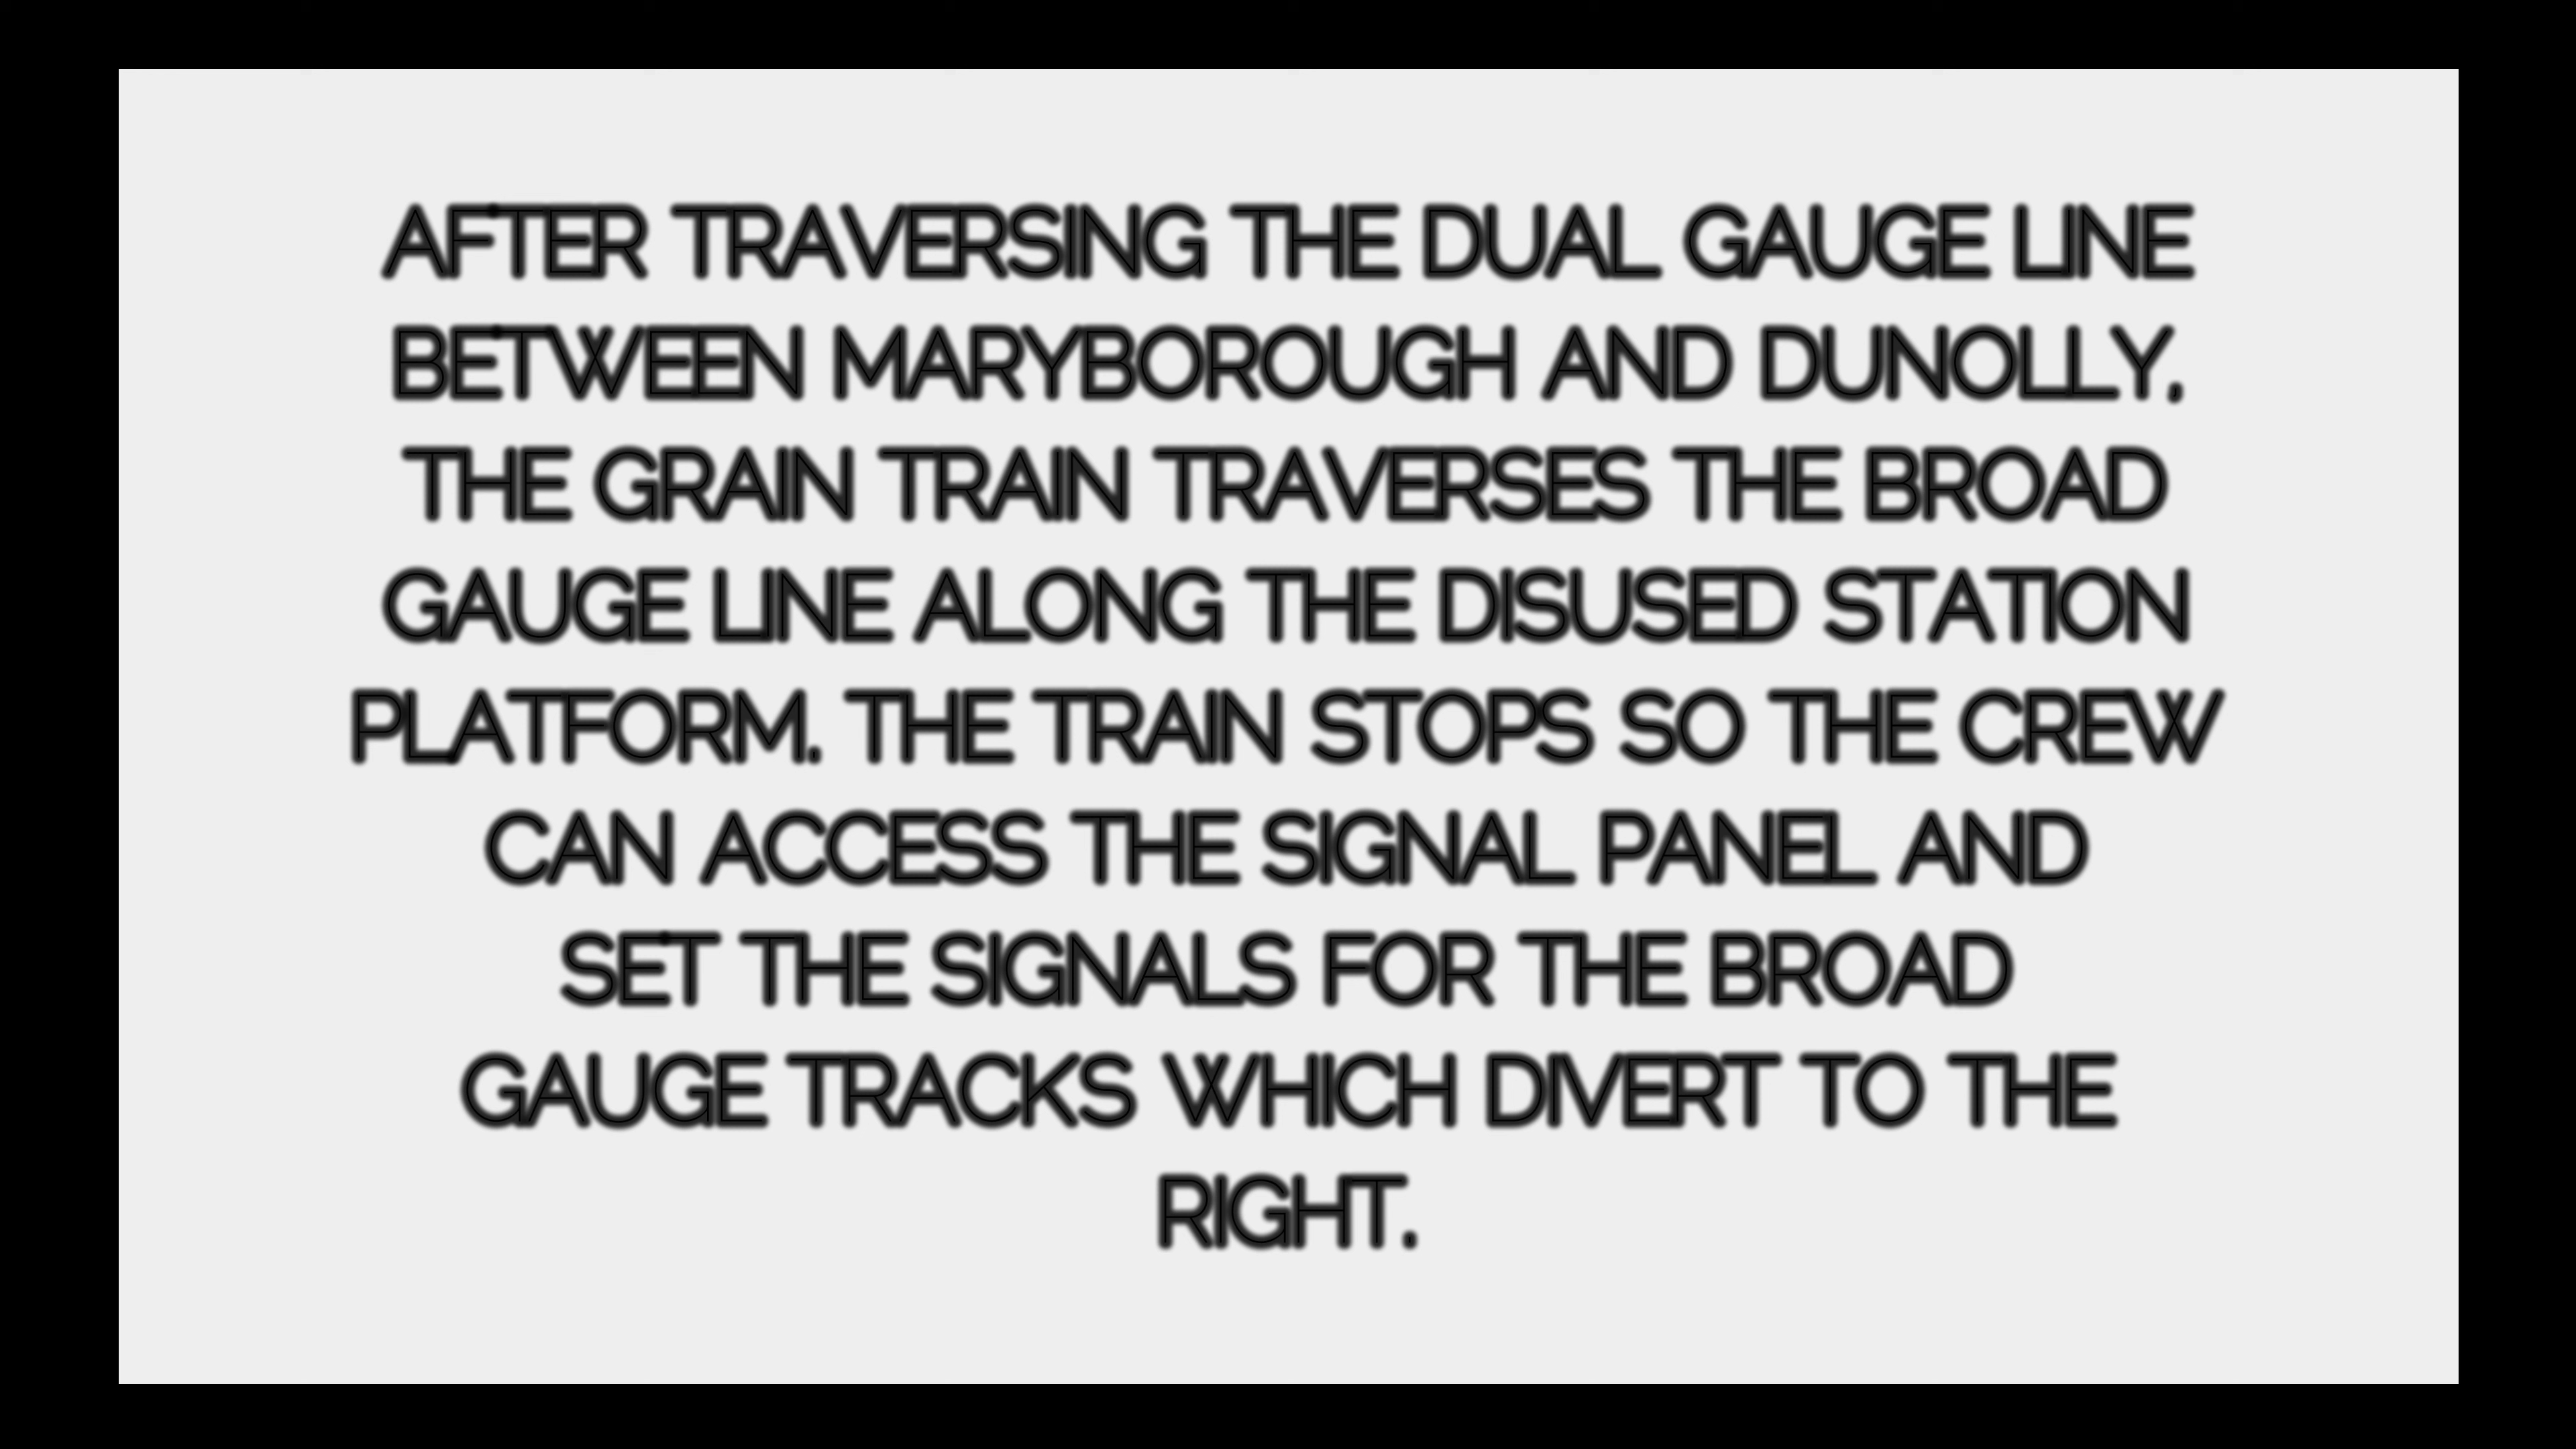 AFTER TRAVERSING THE DUAL GAUGE LINE
BETWEEN MARYBOROUGH AND DUNOLLY,
THE GRAIN TRAIN TRAVERSES THE BROAD
GAUGE LINE ALONG THE DISUSED STATION
PLATFORM. THE TRAIN STOPS SO THE CREW
CAN ACCESS THE SIGNAL PANEL AND
SET THE SIGNALS FOR THE BROAD
GAUGE TRACKS WHICH DIVERT TO THE
RIGHT.